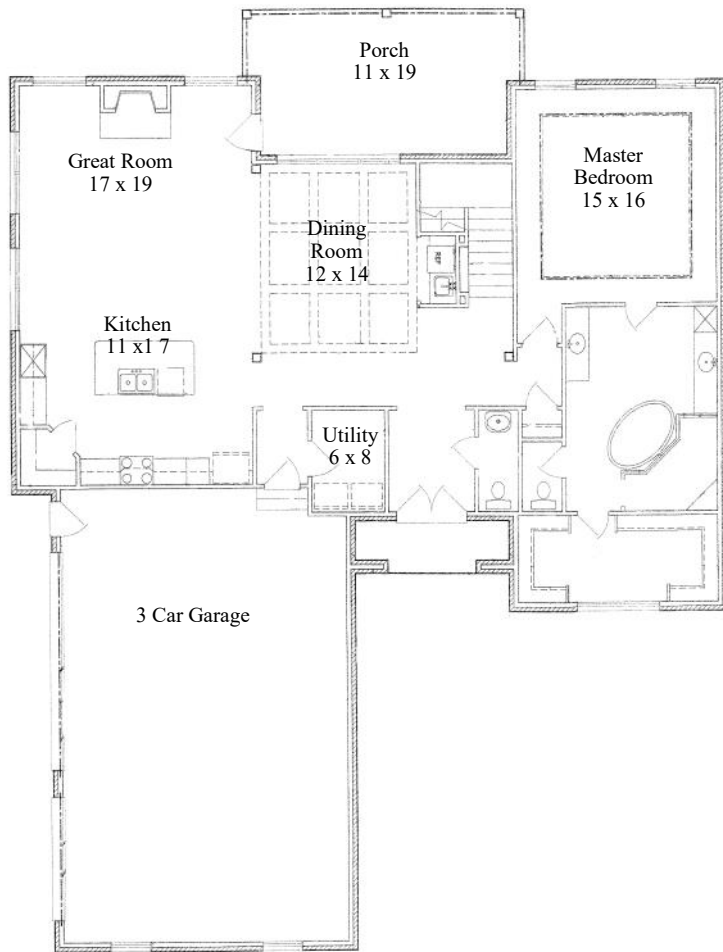 Porch
11 x 19
Great Room
17 x 19
Master
Bedroom
15 x 16
Dining
Room
12 x 14
REF
Kitchen
11 x1 7
Utility
6 x 8
3 Car Garage